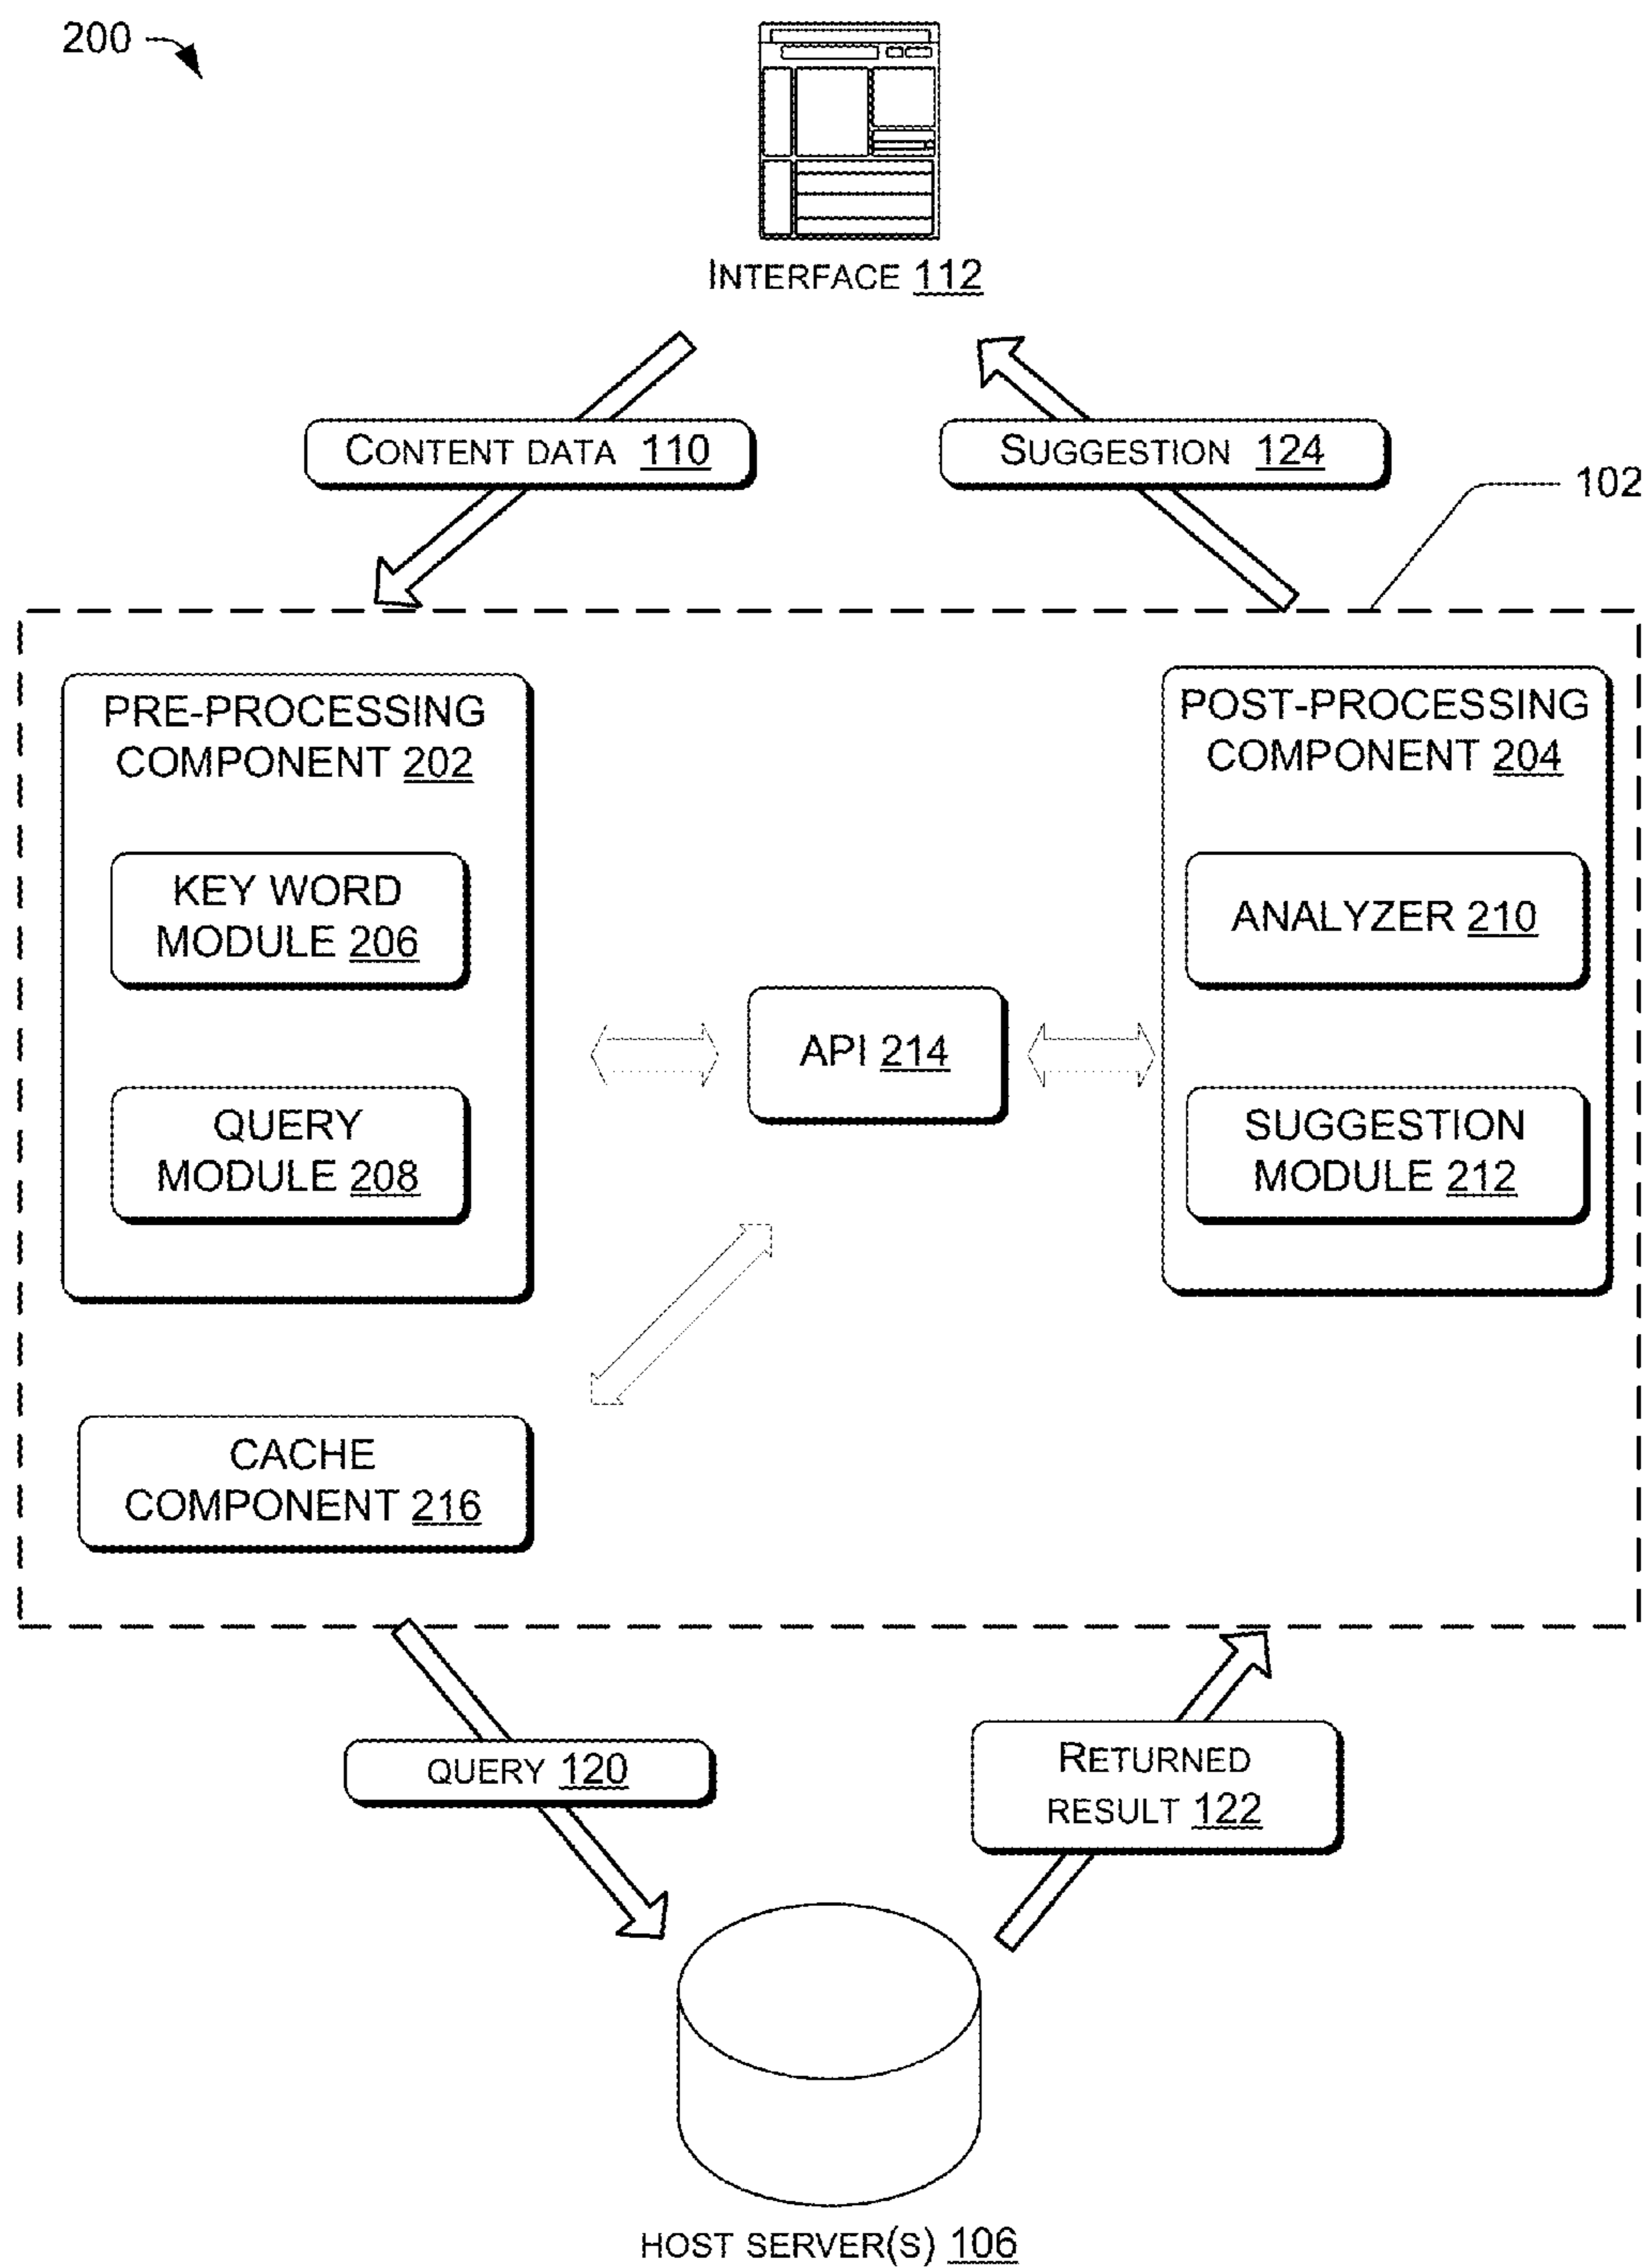 200
INTERFACE 112
CONTENT DATA 110
SUGGESTION 124
102
PRE-PROCESSING
COMPONENT 202
KEY WORD
MODULE 206
QUERY
MODULE 208
API 214
POST-PROCESSING
COMPONENT 204
ANALYZER 210
SUGGESTION
MODULE 212
CACHE
COMPONENT 216
QUERY 120
RETURNED
RESULT 122
HOST SERVER(S) 106